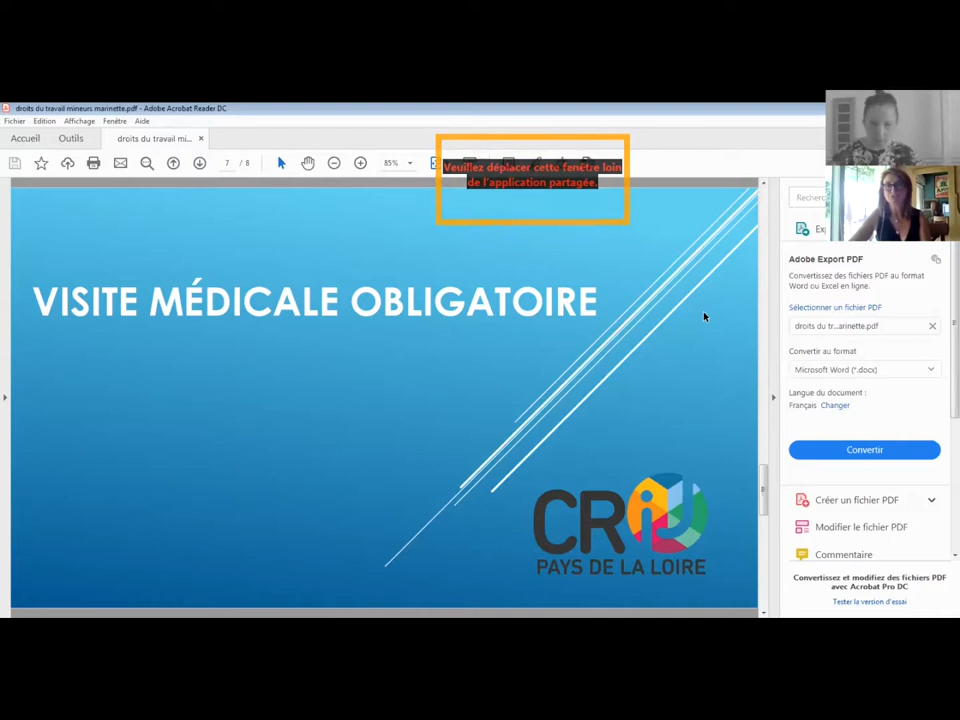 droits du travail mineurs marinette.pdf - Adobe Acrobat Reader DC
Fichier Edition Affichage Fenêtre Aide
Accueil Outils droits du travail mi... ×
7 / 8 85%
Veuillez déplacer cette fenêtre loin
de l'application partagée.
VISITE MÉDICALE OBLIGATOIRE
CRIJ
PAYS DE LA LOIRE
Adobe Export PDF
Convertissez des fichiers PDF au format
Word ou Excel en ligne.
Sélectionner un fichier PDF
droits du tr...arinette.pdf
Convertir au format
Microsoft Word (*.docx)
Langue du document :
Français Changer
Convertir
Créer un fichier PDF
Modifier le fichier PDF
Commentaire
Convertissez et modifiez des fichiers PDF
avec Acrobat Pro DC
Tester la version d'essai